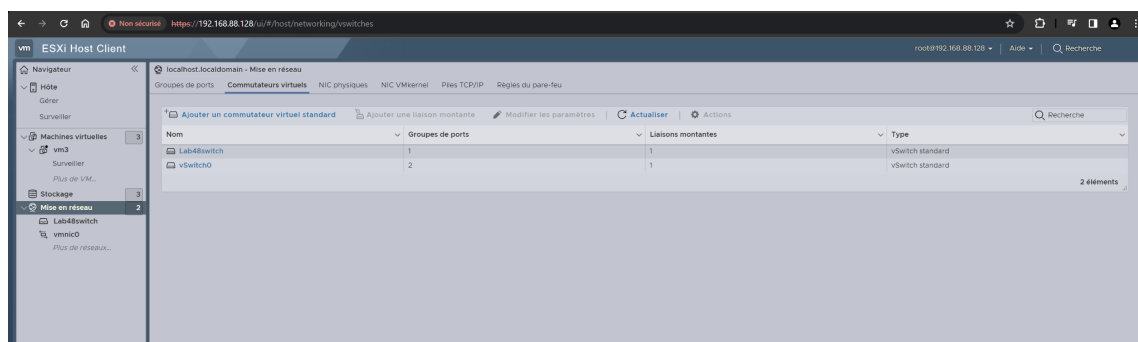 Non sécurisé https://192.168.88.128/ui/#/host/networking/vswitches
vm ESXi Host Client root@192.168.88.128 | Aide | Recherche
Navigateur
Hôte
Gérer
Surveiller
Machines virtuelles 3
vm3
Surveiller
Plus de VM...
Stockage 3
Mise en réseau 2
Lab48switch
vmnic0
Plus de réseaux...
localhost.localdomain - Mise en réseau
Groupes de ports Commutateurs virtuels NIC physiques NIC VMkernel Piles TCP/IP Règles du pare-feu
Ajouter un commutateur virtuel standard Ajouter une liaison montante Modifier les paramètres | Actualiser | Actions Recherche
Nom Groupes de ports Liaisons montantes Type
Lab48switch 1 1 vSwitch standard
vSwitch0 2 1 vSwitch standard
2 éléments